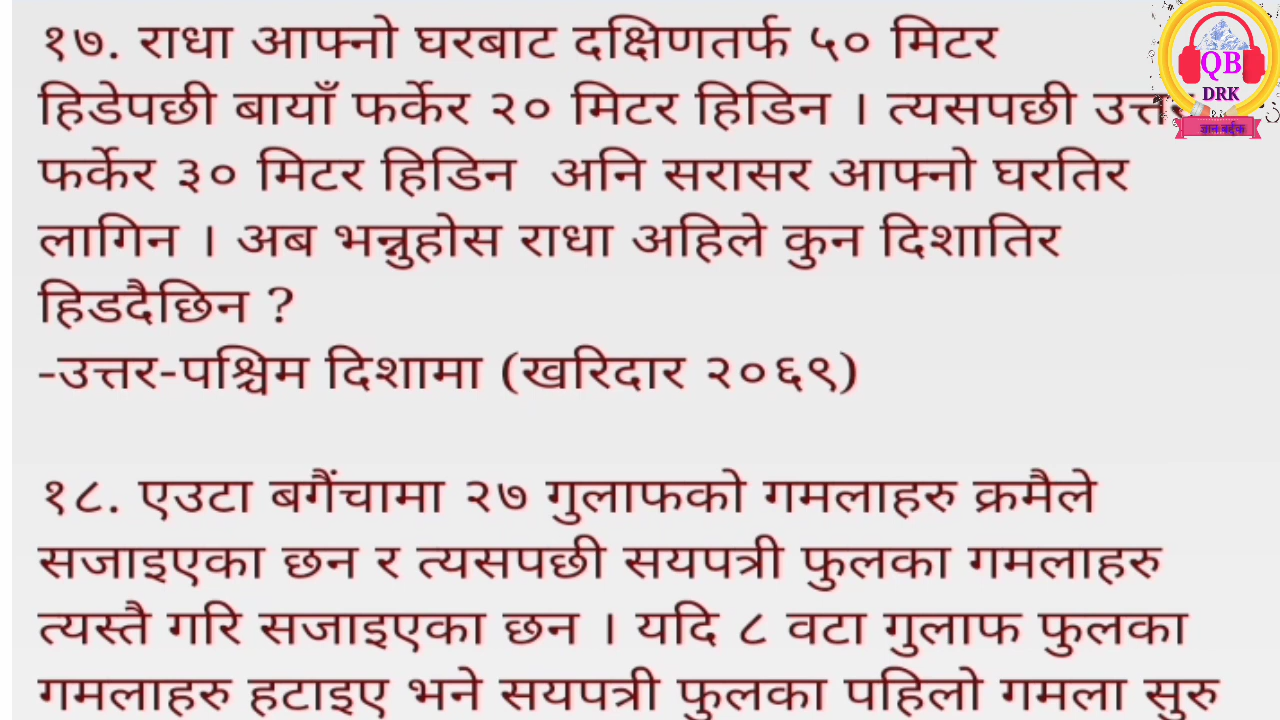 १७. राधा आफ्नो घरबाट दक्षिणतर्फ ५० मिटर
हिडेपछी बायाँ फर्केर २० मिटर हिडिन । त्यसपछी
फर्केर ३० मिटर हिडिन अनि सरासर आफ्नो घरतिर
लागिन । अब भन्नुहोस राधा अहिले कुन दिशातिर
हिडदैछिन ?
-उत्तर-पश्चिम दिशामा (खरिदार २०६९)
१८. एउटा बगैंचामा २७ गुलाफको गमलाहरु क्रमैले
सजाइएका छन र त्यसपछी सयपत्री फुलका गमलाहरु
त्यस्तै गरि सजाइएका छन । यदि ८ वटा गुलाफ फुलका
गमलाहरु हटाइए भने सयपत्री फुलका पहिलो गमला सुरु
QB
DRK